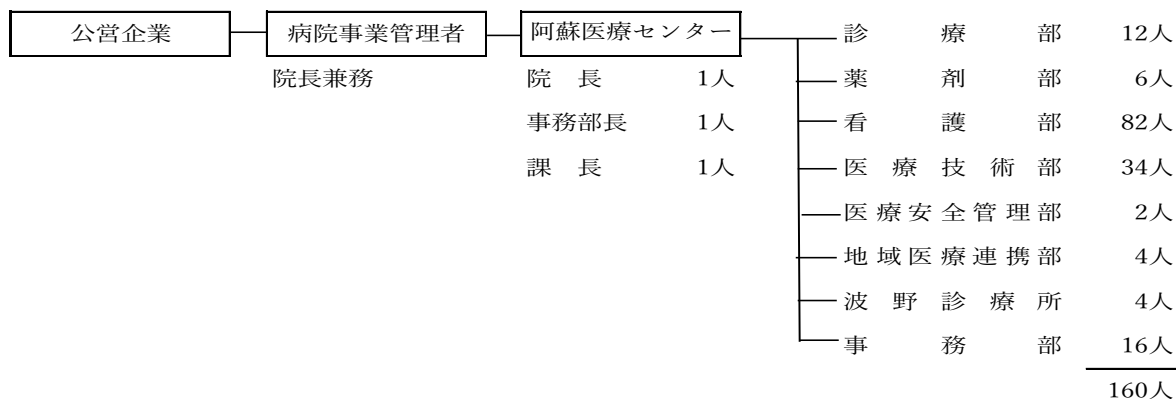 公営企業 病院事業管理者 阿蘇医療センター 診療部 12人
院長兼務 院長 1人 薬剤部 6人
事務部長 1人 看護部 82人
課長 1人 医療技術部 34人
医療安全管理部 2人
地域医療連携部 4人
波野診療所 4人
事務部 16人
160人